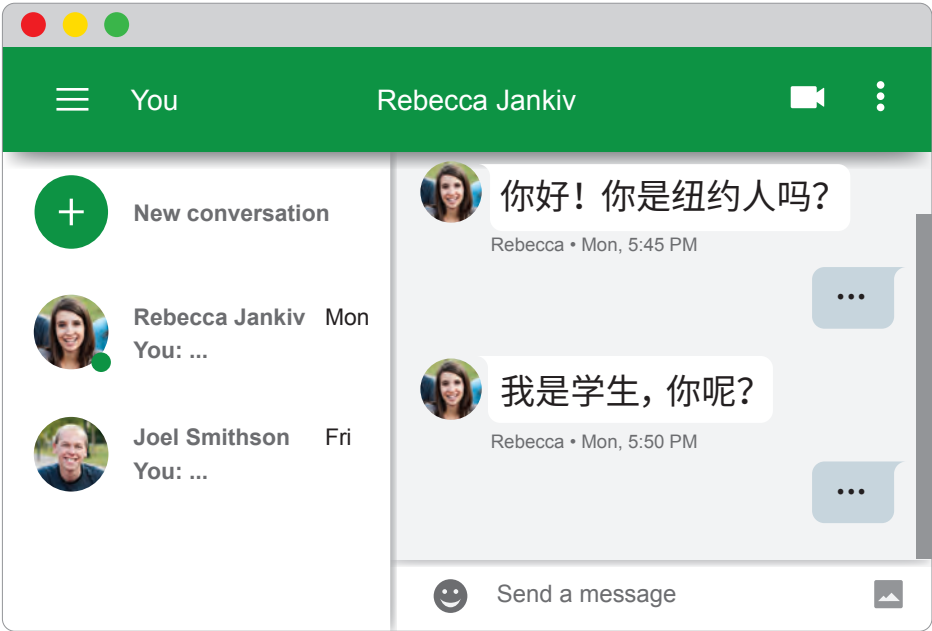 You Rebecca Jankiv
New conversation
Rebecca Jankiv Mon
You: ...
Joel Smithson Fri
You: ...
你好！你是纽约人吗？
Rebecca • Mon, 5:45 PM
...
我是学生，你呢？
Rebecca • Mon, 5:50 PM
...
Send a message